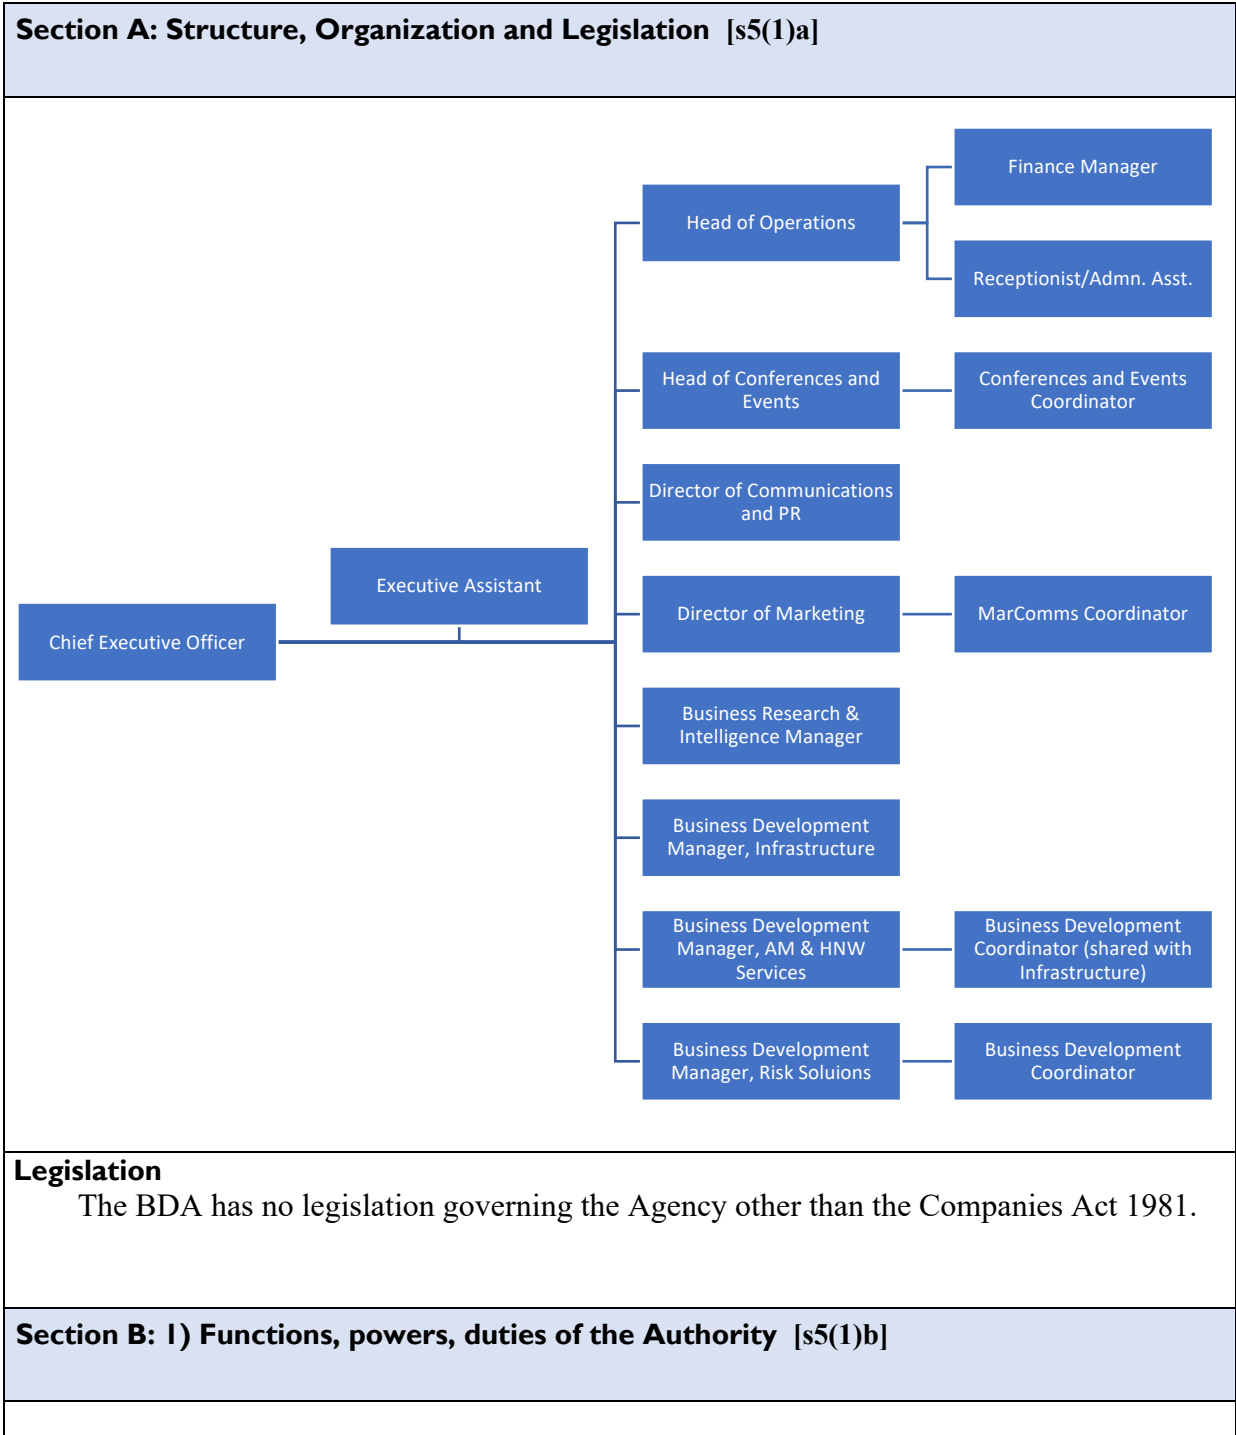 Section A: Structure, Organization and Legislation [s5(1)a]
Finance Manager
Head of Operations
Receptionist/Admn. Asst.
Head of Conferences and
Events
Conferences and Events
Coordinator
Director of Communications
and PR
Executive Assistant
Director of Marketing
MarComms Coordinator
Chief Executive Officer
Business Research &
Intelligence Manager
Business Development
Manager, Infrastructure
Business Development
Manager, AM & HNW
Services
Business Development
Coordinator (shared with
Infrastructure)
Business Development
Manager, Risk Soluions
Business Development
Coordinator
Legislation
The BDA has no legislation governing the Agency other than the Companies Act 1981.
Section B: 1) Functions, powers, duties of the Authority [s5(1)b]